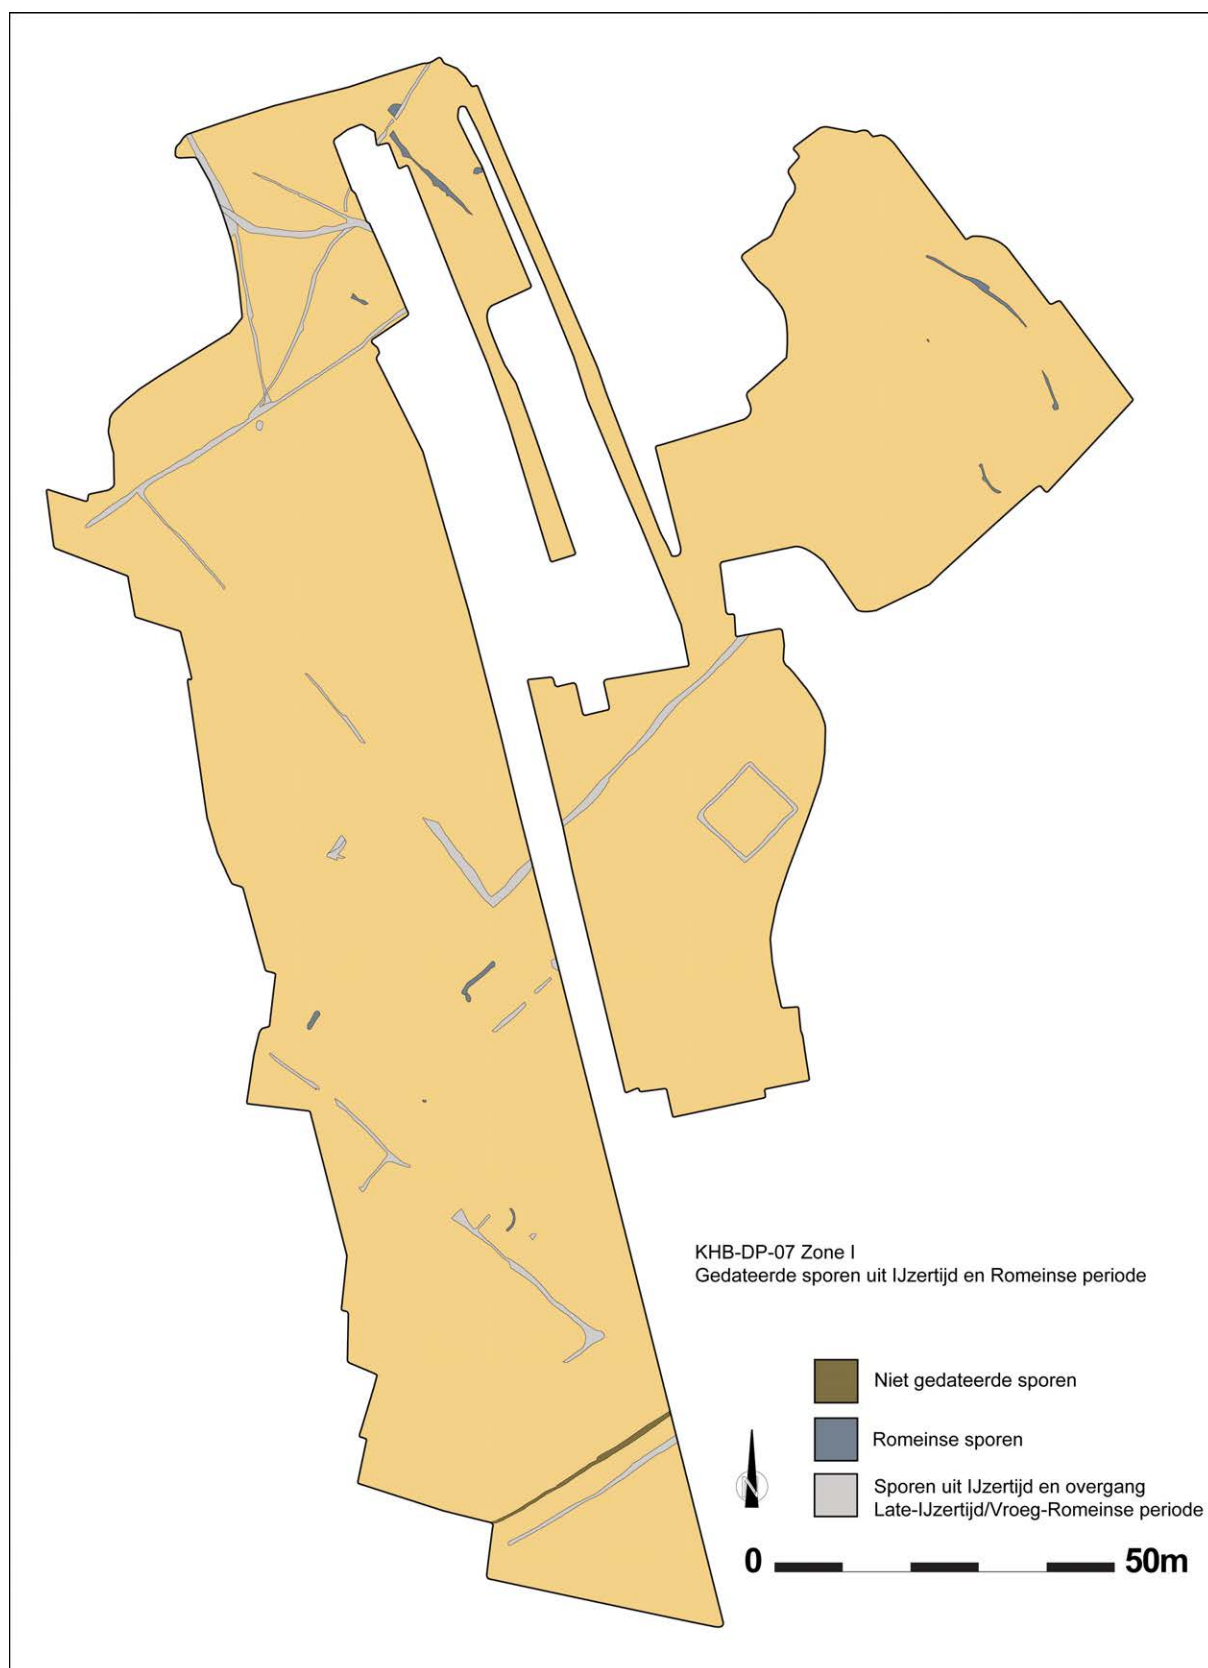 KHB-DP-07 Zone I
Gedateerde sporen uit IJzertijd en Romeinse periode
Niet gedateerde sporen
Romeinse sporen
Sporen uit IJzertijd en overgang
Late-IJzertijd/Vroeg-Romeinse periode
N
0 50m